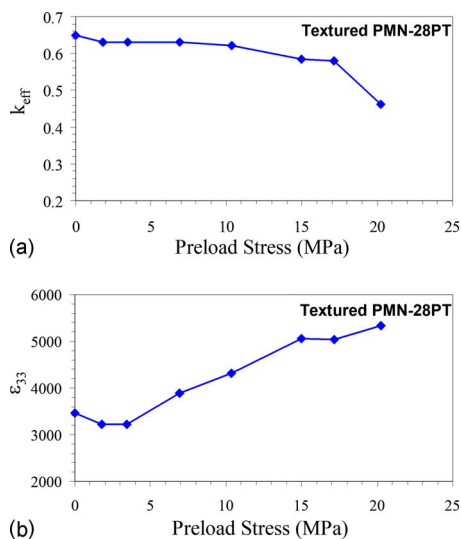 0.7
Textured PMN-28PT
0.6
0.5
0.4
0.3
0.2
k_eff
0 5 10 15 20 25
(a) Preload Stress (MPa)
6000
Textured PMN-28PT
5000
4000
3000
2000
ε_33
0 5 10 15 20 25
(b) Preload Stress (MPa)